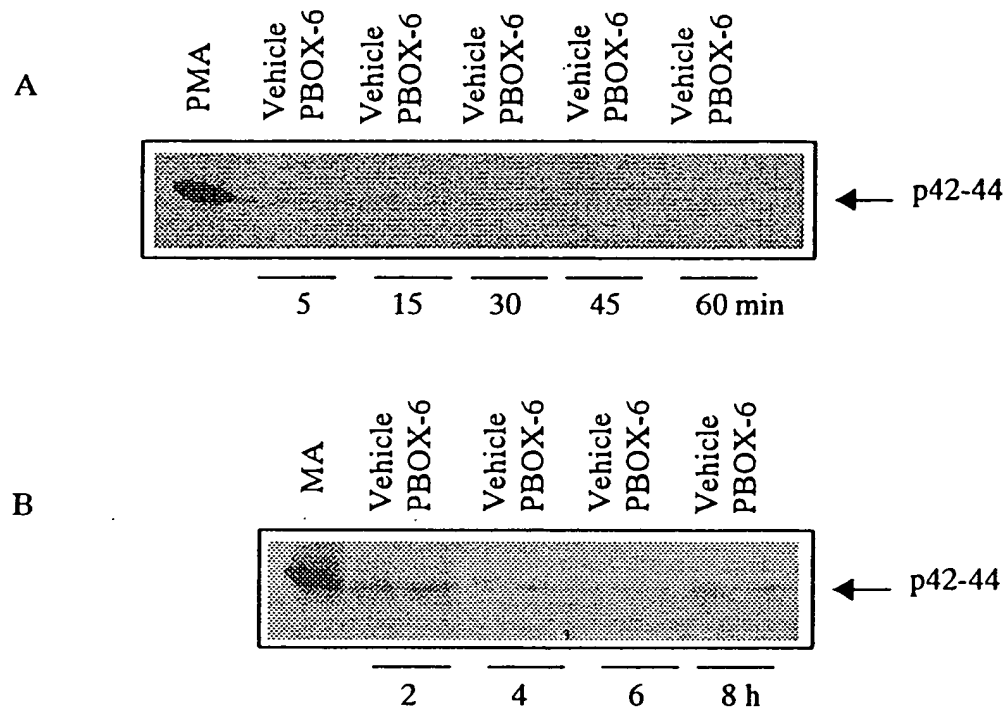 A
PMA
Vehicle
PBOX-6
Vehicle
PBOX-6
Vehicle
PBOX-6
Vehicle
PBOX-6
Vehicle
PBOX-6
p42-44
5 15 30 45 60 min
B
MA
Vehicle
PBOX-6
Vehicle
PBOX-6
Vehicle
PBOX-6
Vehicle
PBOX-6
p42-44
2 4 6 8 h